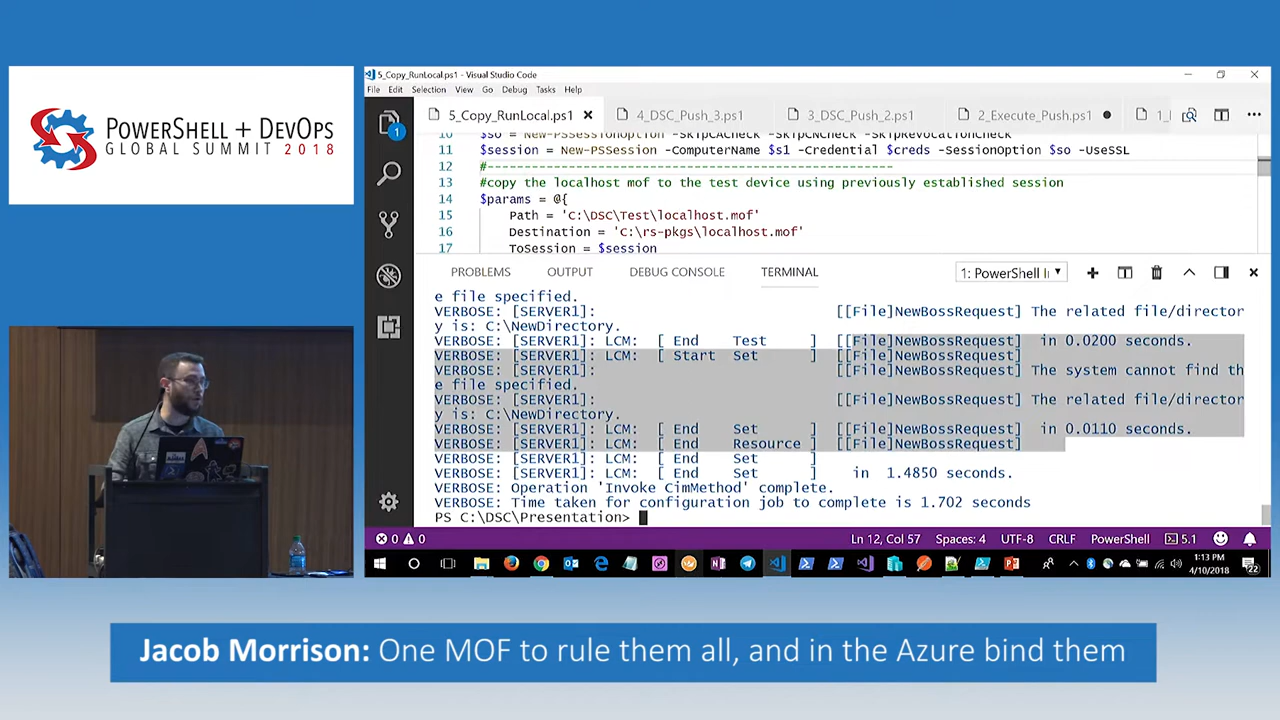 POWERSHELL + DEVOPS
GLOBAL SUMMIT 2018
5_Copy_RunLocal.ps1 - Visual Studio Code
File Edit Selection View Go Debug Tasks Help
5_Copy_RunLocal.ps1 4_DSC_Push_3.ps1 3_DSC_Push_2.ps1 2_Execute_Push.ps1
1
10 $so = New-PSSessionOption -SkipCACheck -SkipCNCheck -SkipRevocationCheck
11 $session = New-PSSession -ComputerName $s1 -Credential $creds -SessionOption $so -UseSSL
12 #----------------------------------------------------------
13 #copy the localhost mof to the test device using previously established session
14 $params = @{
15 Path = 'C:\DSC\Test\localhost.mof'
16 Destination = 'C:\rs-pkgs\localhost.mof'
17 ToSession = $session
PROBLEMS OUTPUT DEBUG CONSOLE TERMINAL 1: PowerShell I
e file specified.
VERBOSE: [SERVER1]: [[File]NewBossRequest] The related file/director
y is: C:\NewDirectory.
VERBOSE: [SERVER1]: LCM: [ End Test ] [[File]NewBossRequest] in 0.0200 seconds.
VERBOSE: [SERVER1]: LCM: [ Start Set ] [[File]NewBossRequest]
VERBOSE: [SERVER1]: [[File]NewBossRequest] The system cannot find th
e file specified.
VERBOSE: [SERVER1]: [[File]NewBossRequest] The related file/director
y is: C:\NewDirectory.
VERBOSE: [SERVER1]: LCM: [ End Set ] [[File]NewBossRequest] in 0.0110 seconds.
VERBOSE: [SERVER1]: LCM: [ End Resource ] [[File]NewBossRequest]
VERBOSE: [SERVER1]: LCM: [ End Set ]
VERBOSE: [SERVER1]: LCM: [ End Set ] in 1.4850 seconds.
VERBOSE: Operation 'Invoke CimMethod' complete.
VERBOSE: Time taken for configuration job to complete is 1.702 seconds
PS C:\DSC\Presentation>
0 0 Ln 12, Col 57 Spaces: 4 UTF-8 CRLF PowerShell 5.1
1:13 PM
4/10/2018
22
Jacob Morrison: One MOF to rule them all, and in the Azure bind them